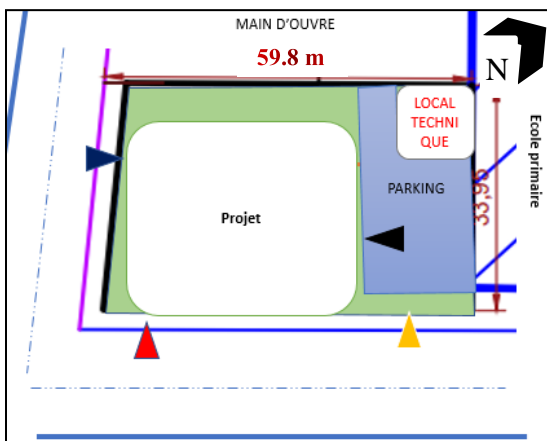 MAIN D'OUVRE
59.8 m
N
LOCAL
TECHNI
QUE
Ecole primaire
PARKING
33,95
Projet